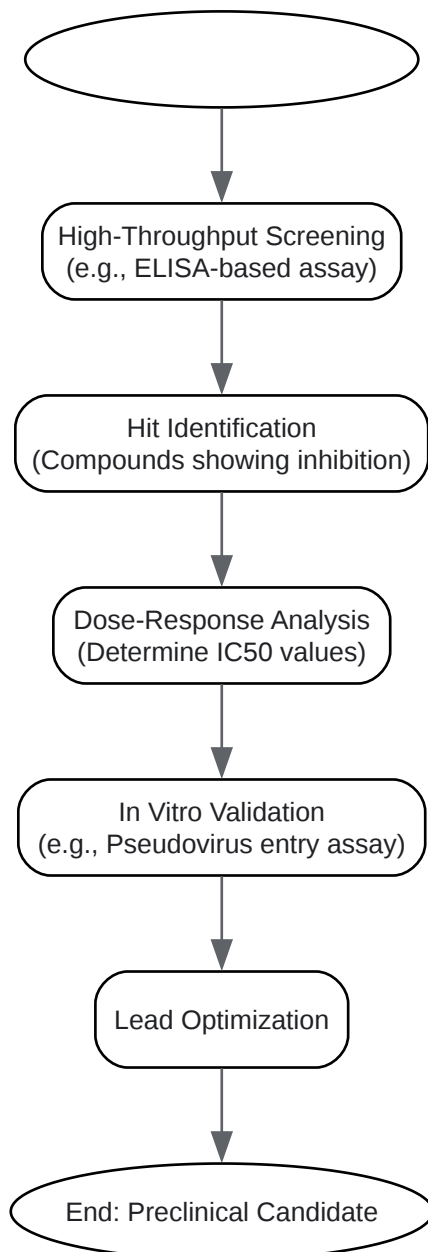 High-Throughput Screening
(e.g., ELISA-based assay)
Hit Identification
(Compounds showing inhibition)
Dose-Response Analysis
(Determine IC50 values)
In Vitro Validation
(e.g., Pseudovirus entry assay)
Lead Optimization
End: Preclinical Candidate